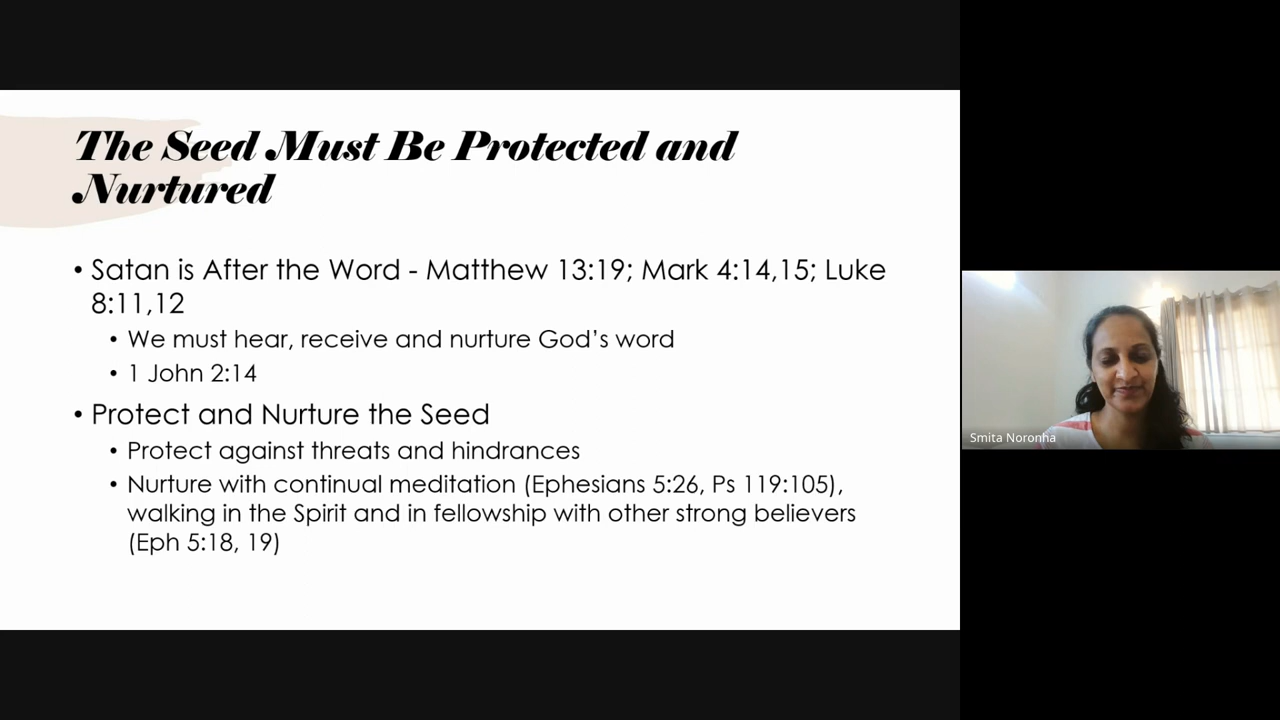 The Seed Must Be Protected and
Nurtured
• Satan is After the Word - Matthew 13:19; Mark 4:14,15; Luke
8:11,12
• We must hear, receive and nurture God’s word
• 1 John 2:14
• Protect and Nurture the Seed
• Protect against threats and hindrances
• Nurture with continual meditation (Ephesians 5:26, Ps 119:105),
walking in the Spirit and in fellowship with other strong believers
(Eph 5:18, 19)
Smita Noronha